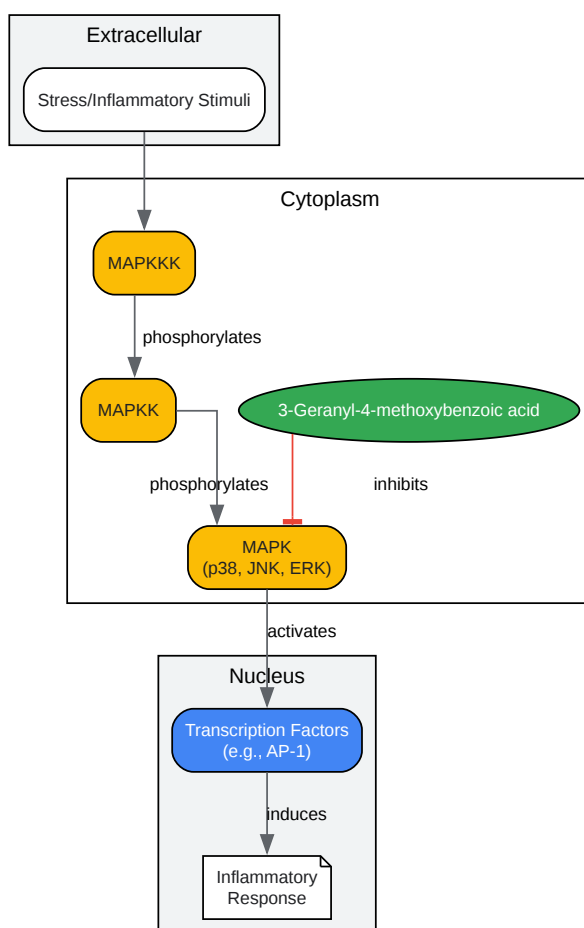 Extracellular
Stress/Inflammatory Stimuli
Cytoplasm
MAPKKK
phosphorylates
MAPKK
3-Geranyl-4-methoxybenzoic acid
phosphorylates
inhibits
MAPK
(p38, JNK, ERK)
activates
Nucleus
Transcription Factors
(e.g., AP-1)
induces
Inflammatory
Response